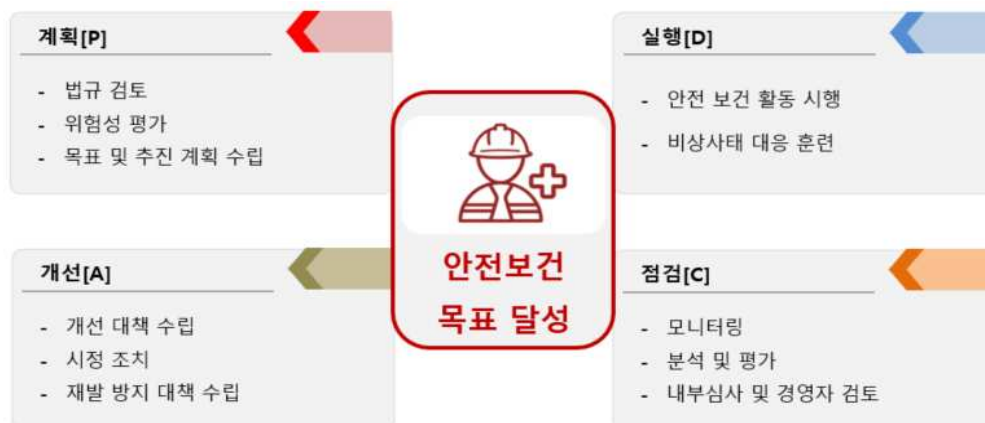 계획[P]
- 법규 검토
- 위험성 평가
- 목표 및 추진 계획 수립
실행[D]
- 안전 보건 활동 시행
- 비상사태 대응 훈련
안전보건
목표 달성
개선[A]
- 개선 대책 수립
- 시정 조치
- 재발 방지 대책 수립
점검[C]
- 모니터링
- 분석 및 평가
- 내부심사 및 경영자 검토